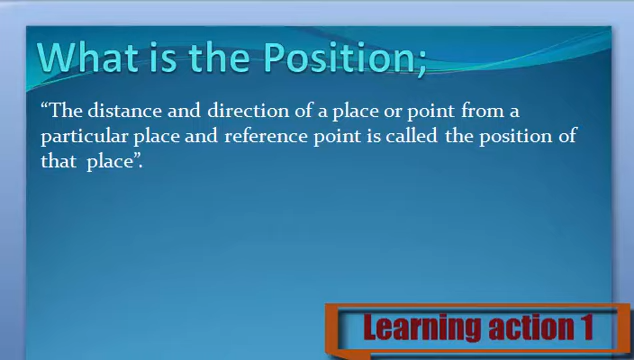 What is the Position;
“The distance and direction of a place or point from a
particular place and reference point is called the position of
that place”.
Learning action 1